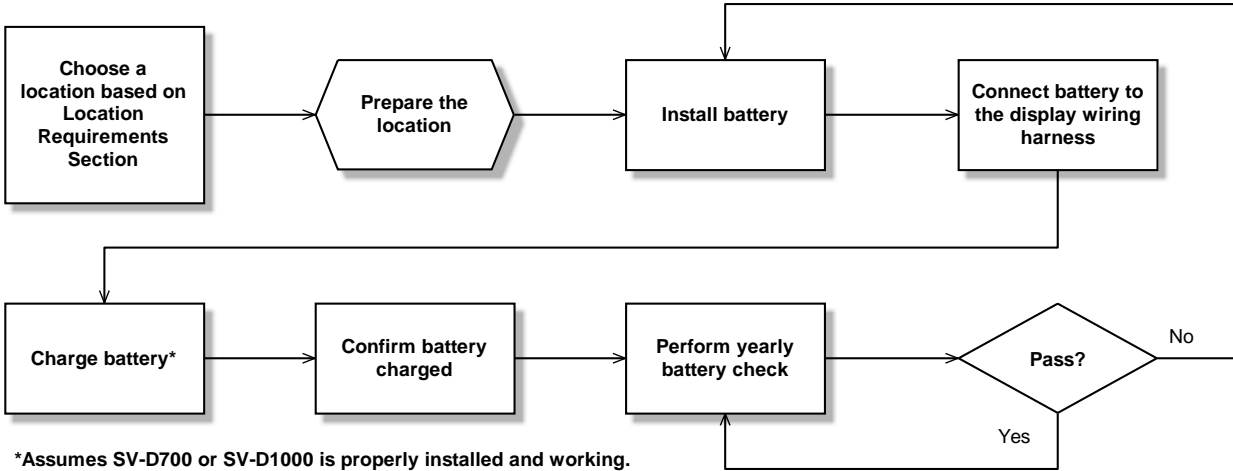 Choose a
location based on
Location
Requirements
Section
Prepare the
location
Install battery
Connect battery to
the display wiring
harness
Charge battery*
Confirm battery
charged
Perform yearly
battery check
Pass?
No
Yes
*Assumes SV-D700 or SV-D1000 is properly installed and working.